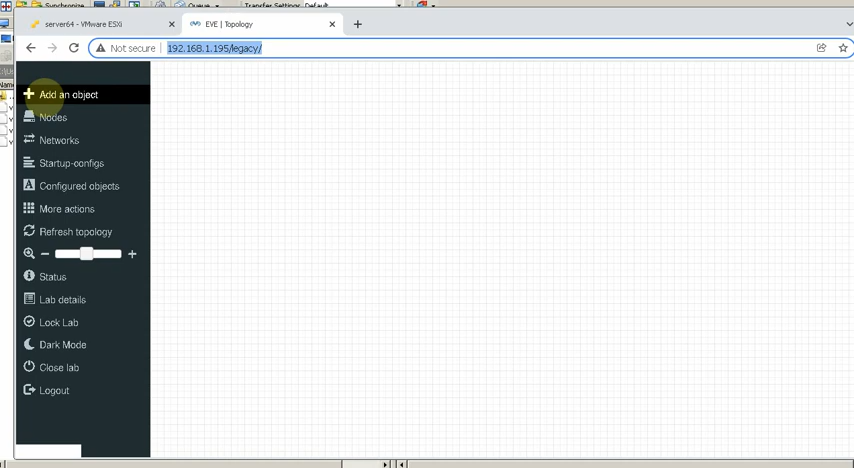 Synchronize Queue Transfer Settings Default
server64 - VMware ESXi EVE | Topology
Not secure 192.168.1.195/legacy/
Add an object
Nodes
Networks
Startup-configs
Configured objects
More actions
Refresh topology
Status
Lab details
Lock Lab
Dark Mode
Close lab
Logout